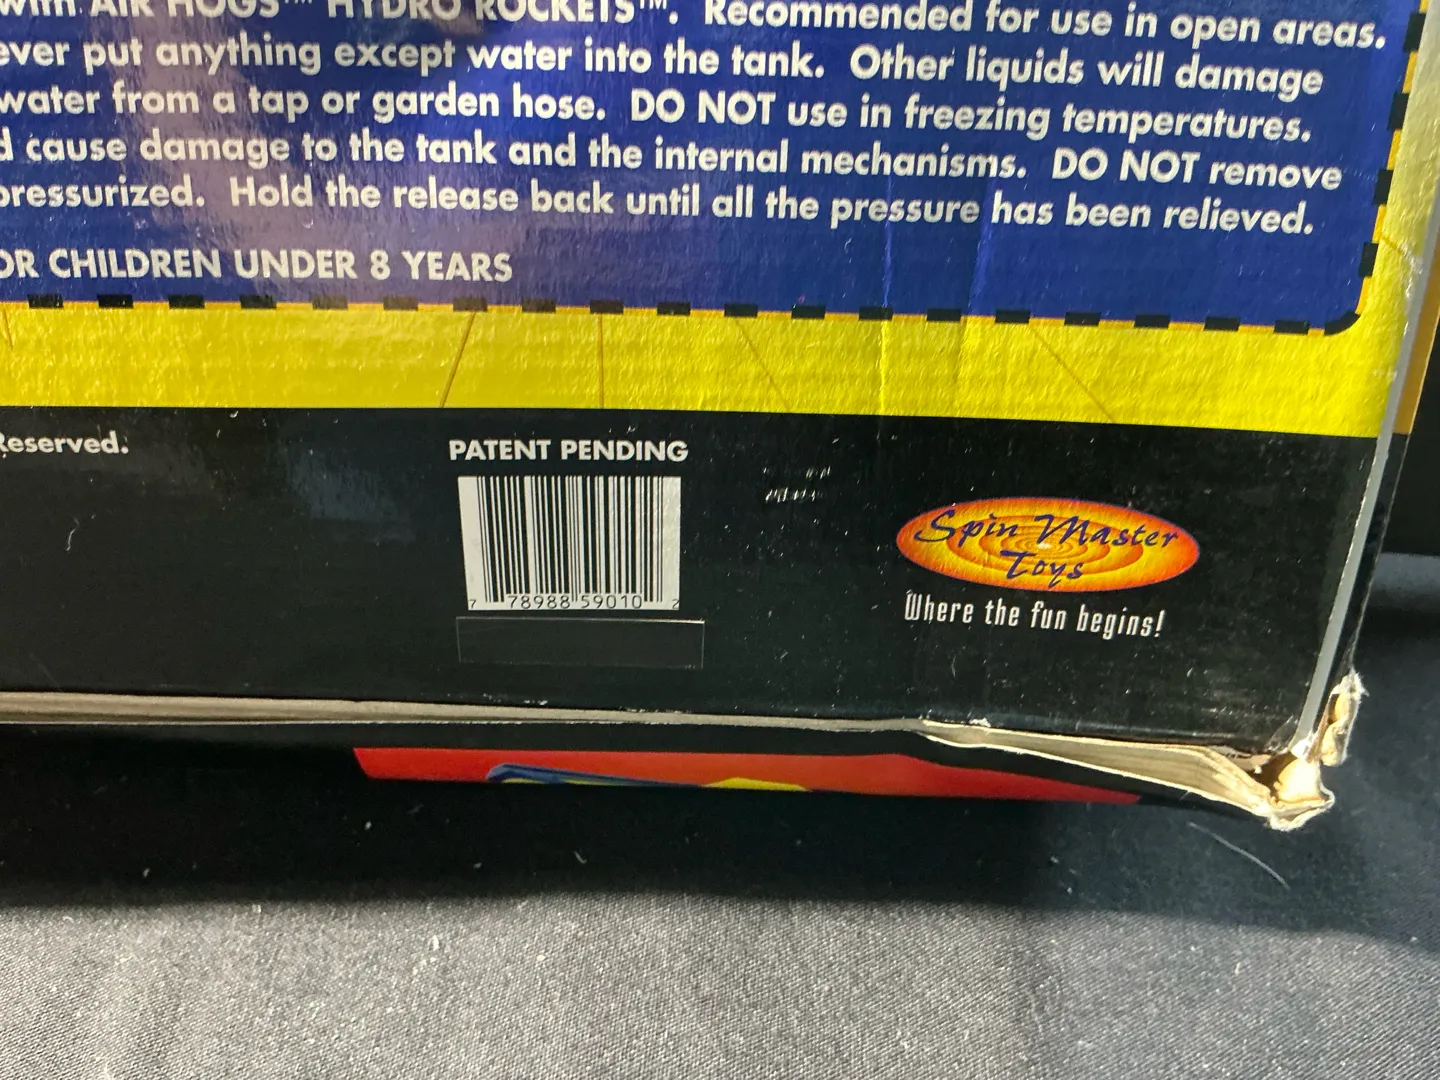 with AIR HOGS™ HYDRO ROCKETS™. Recommended for use in open areas.
ever put anything except water into the tank. Other liquids will damage
water from a tap or garden hose. DO NOT use in freezing temperatures.
d cause damage to the tank and the internal mechanisms. DO NOT remove
pressurized. Hold the release back until all the pressure has been relieved.
OR CHILDREN UNDER 8 YEARS
Reserved.
PATENT PENDING
7 78988 59010 2
Spin Master
Toys
Where the fun begins!